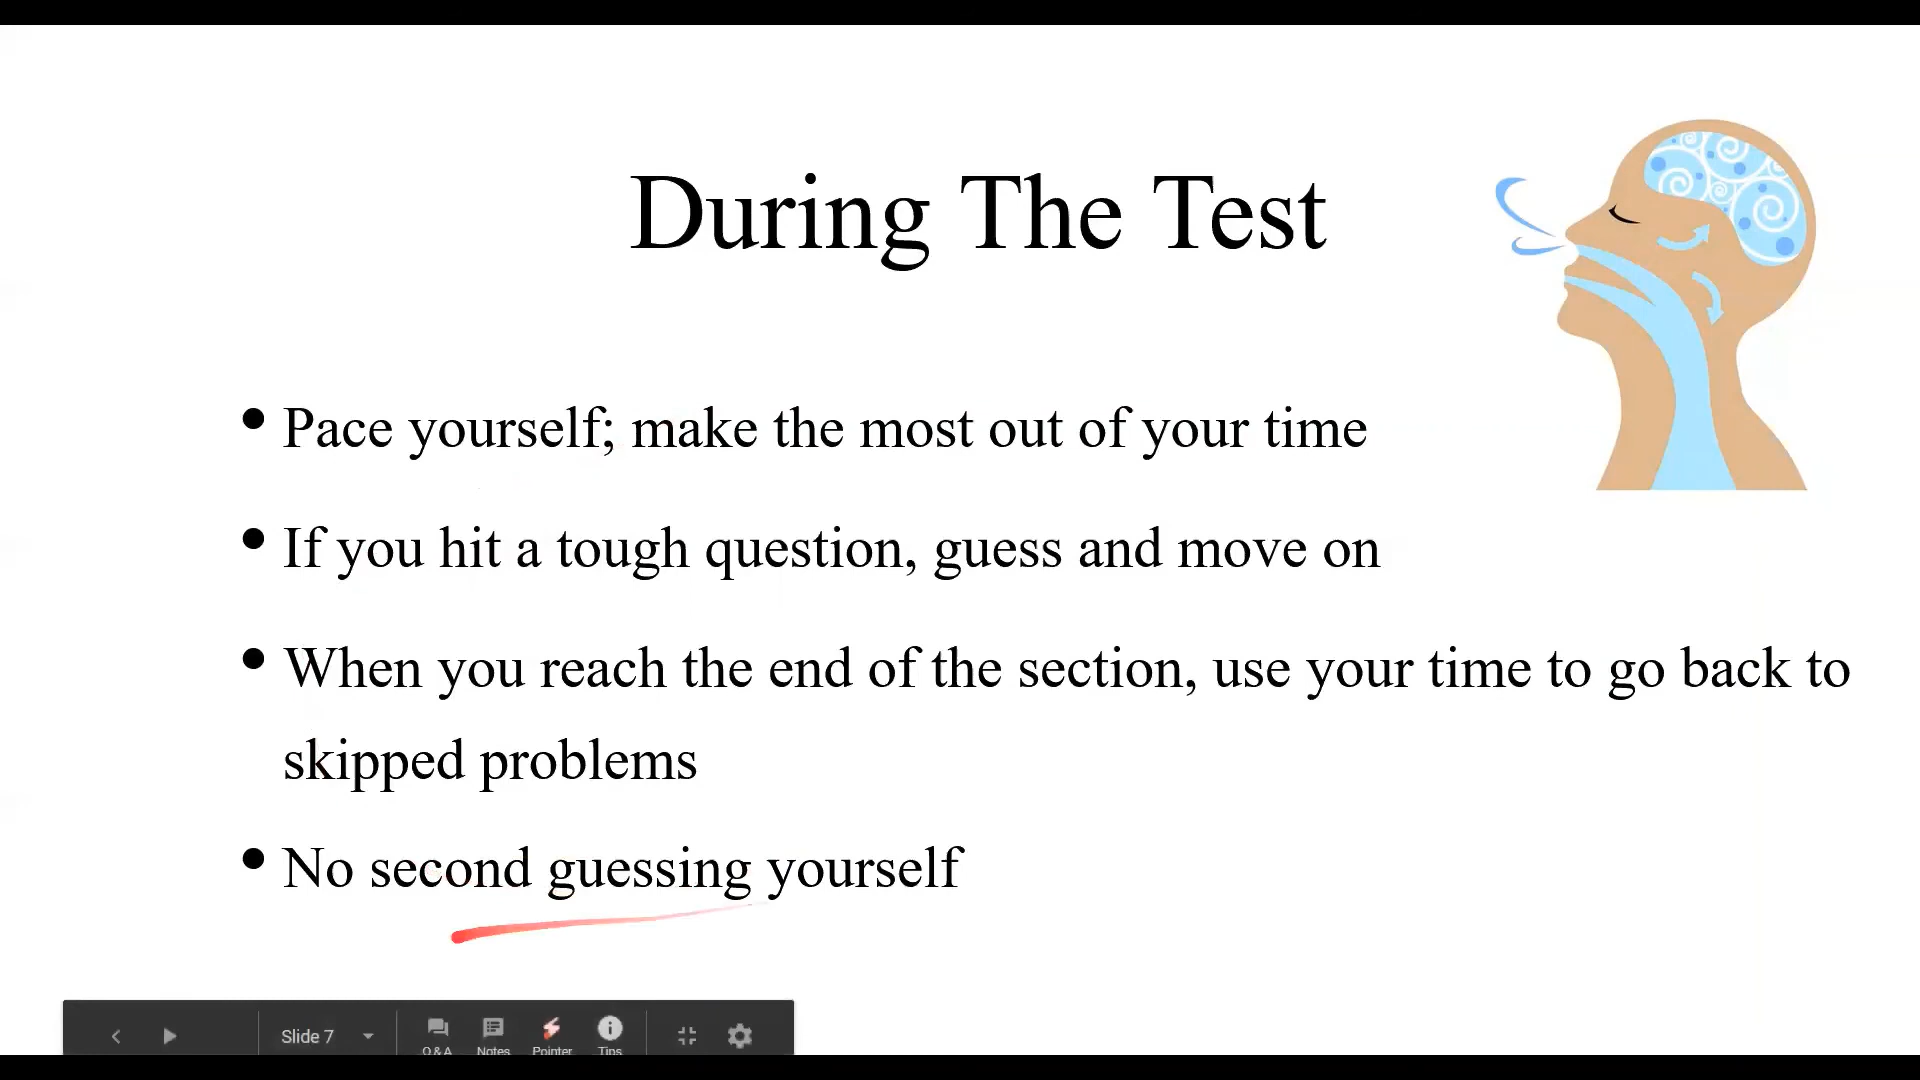 During The Test
• Pace yourself; make the most out of your time
• If you hit a tough question, guess and move on
• When you reach the end of the section, use your time to go back to
skipped problems
• No second guessing yourself
Slide 7
Q & A Notes Pointer Tips